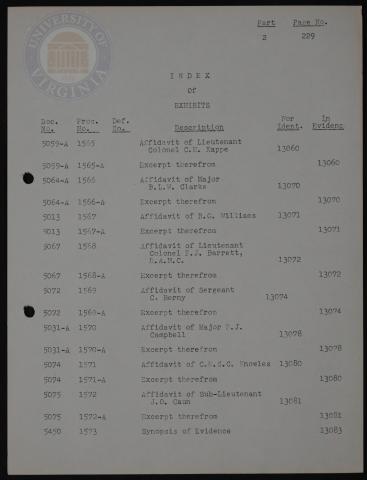 UNIVERSITY OF VIRGINIA
Part Page No.
2 229
INDEX
OF
EXHIBITS
Doc. Pros. Def. For In
No. No. No. Description Ident. Evidence
5059-A 1565 Affidavit of Lieutenant
Colonel C.H. Kappe 13060
5059-A 1565-A Excerpt therefrom 13060
5064-A 1566 Affidavit of Major
B.L.W. Clarke 13070
5064-A 1566-A Excerpt therefrom 13070
5013 1567 Affidavit of R.G. Williams 13071
5013 1567-A Excerpt therefrom 13071
5067 1568 Affidavit of Lieutenant
Colonel F.J. Barrett,
R.A.M.C. 13072
5067 1568-A Excerpt therefrom 13072
5072 1569 Affidavit of Sergeant
C. Berny 13074
5072 1569-A Excerpt therefrom 13074
5031-A 1570 Affidavit of Major R.J.
Campbell 13078
5031-A 1570-A Excerpt therefrom 13078
5074 1571 Affidavit of C.H.D.C. Knowles 13080
5074 1571-A Excerpt therefrom 13080
5075 1572 Affidavit of Sub-Lieutenant
J.O. Caun 13081
5075 1572-A Excerpt therefrom 13081
5450 1573 Synopsis of Evidence 13083